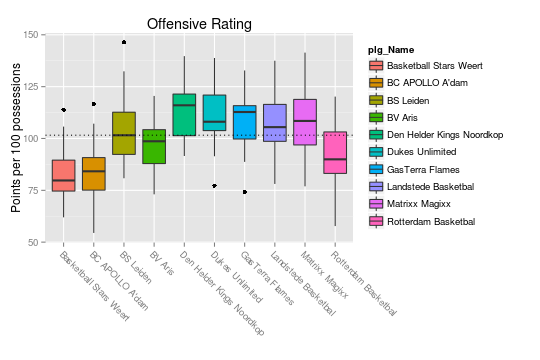 Offensive Rating
Points per 100 possessions
150
125
100
75
50
Basketball Stars Weert
BC APOLLO A'dam
BS Leiden
BV Aris
Den Helder Kings Noordkop
Dukes Unlimited
GasTerra Flames
Landstede Basketbal
Matrixx Magixx
Rotterdam Basketbal
plg_Name
Basketball Stars Weert
BC APOLLO A'dam
BS Leiden
BV Aris
Den Helder Kings Noordkop
Dukes Unlimited
GasTerra Flames
Landstede Basketbal
Matrixx Magixx
Rotterdam Basketbal